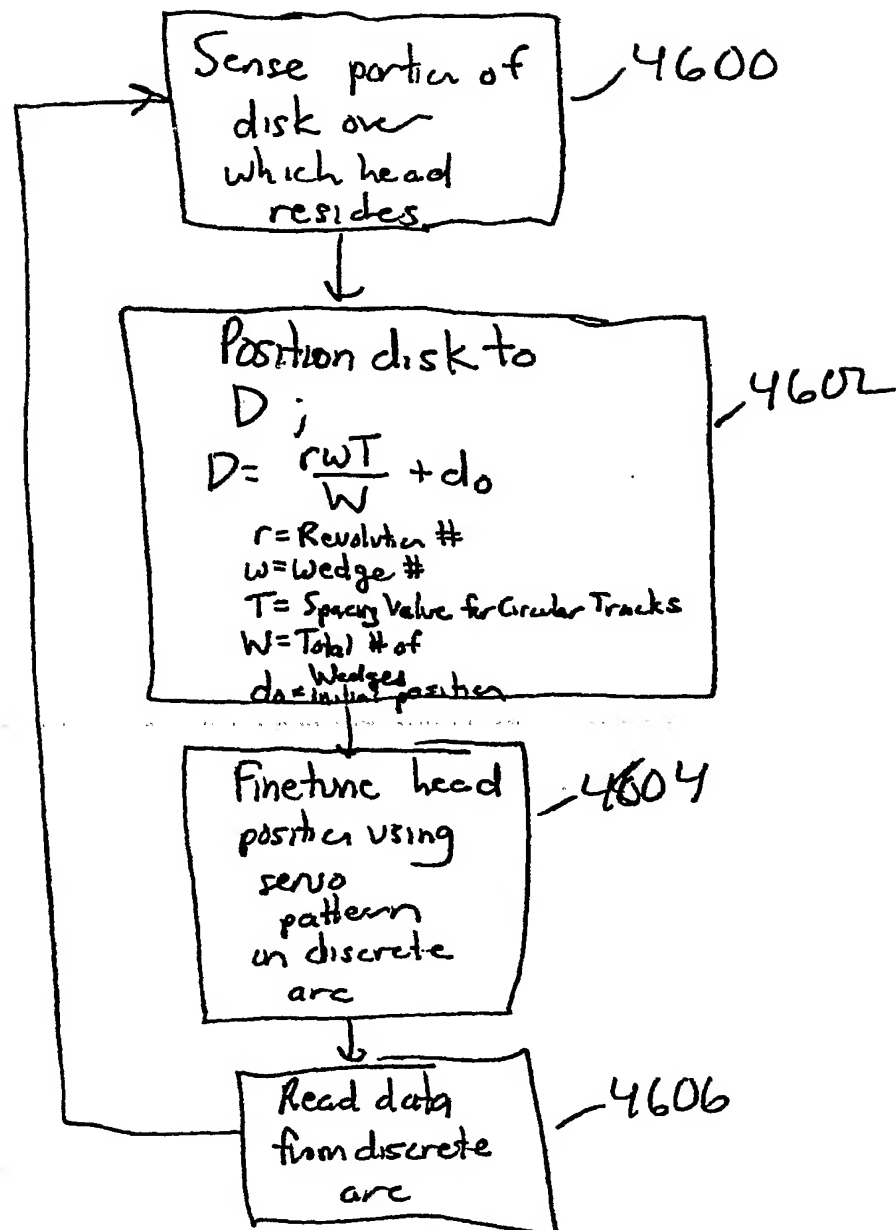 Sense portion of
disk over
which head
resides
4600
Position disk to
D ;
D = rwT/W + d₀
r = Revolution #
w = Wedge #
T = Spacing Value for Circular Tracks
W = Total # of
Wedges
d₀ = initial position
4602
Finetune head
position using
servo
pattern
on discrete
arc
4604
Read data
from discrete
arc
4606